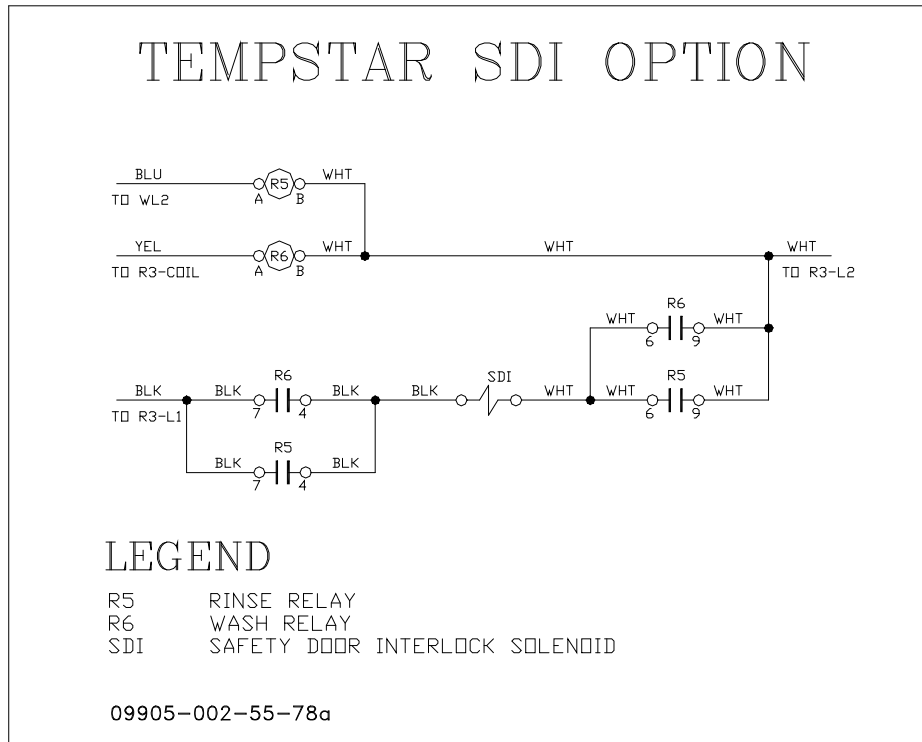 TEMPSTAR SDI OPTION
BLU
R5
WHT
TO WL2
A
B
YEL
R6
WHT
WHT
WHT
TO R3-COIL
A
B
TO R3-L2
R6
WHT
WHT
6
9
BLK
BLK
R6
BLK
BLK
SDI
WHT
WHT
R5
WHT
TO R3-L1
7
4
6
9
R5
BLK
BLK
7
4
LEGEND
R5 RINSE RELAY
R6 WASH RELAY
SDI SAFETY DOOR INTERLOCK SOLENOID
09905-002-55-78a